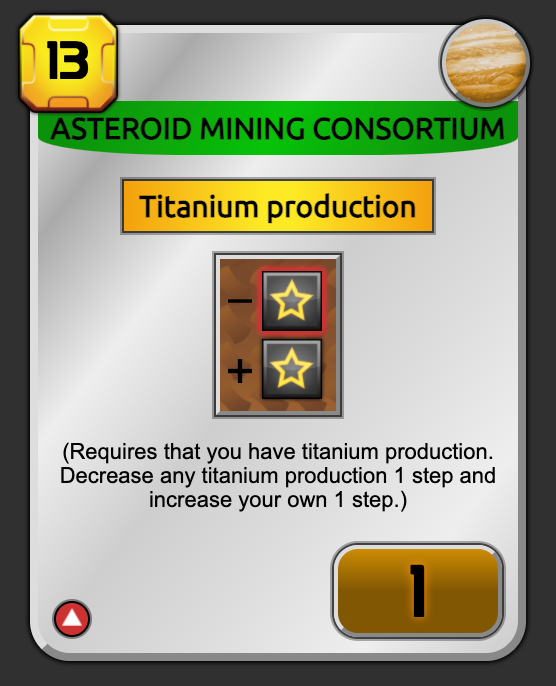 13
ASTEROID MINING CONSORTIUM
Titanium production
−
+
(Requires that you have titanium production.
Decrease any titanium production 1 step and
increase your own 1 step.)
1